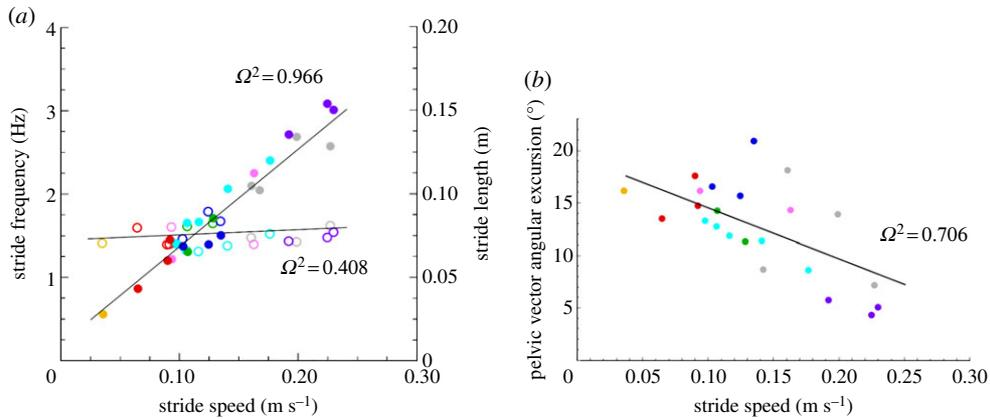 (a)
4
3
2
1
0
0.10
0.20
0.30
stride frequency (Hz)
stride speed (m s–1)
0.20
0.15
0.10
0.05
0
stride length (m)
Ω2=0.966
Ω2=0.408
(b)
20
15
10
5
0
0.05
0.10
0.15
0.20
0.25
0.30
pelvic vector angular excursion (°)
stride speed (m s–1)
Ω2=0.706